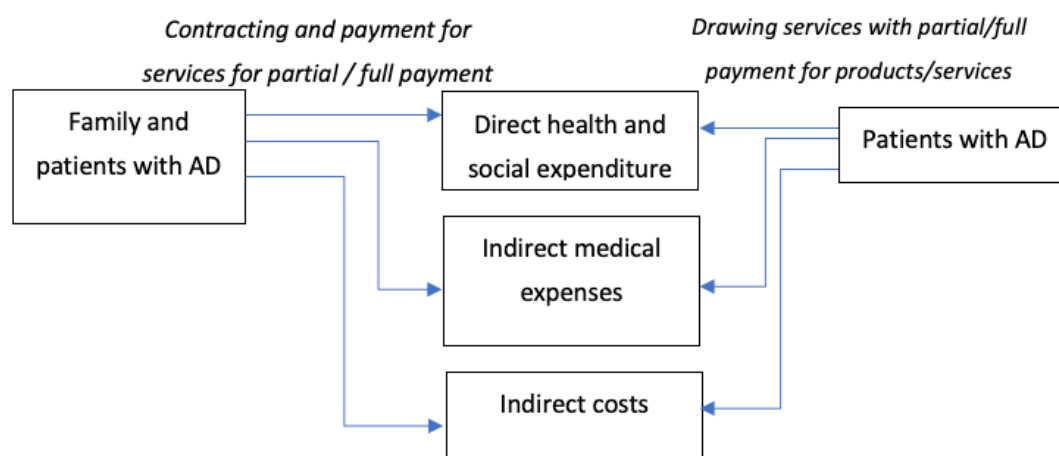 Contracting and payment for
services for partial / full payment
Drawing services with partial/full
payment for products/services
Family and
patients with AD
Direct health and
social expenditure
Patients with AD
Indirect medical
expenses
Indirect costs